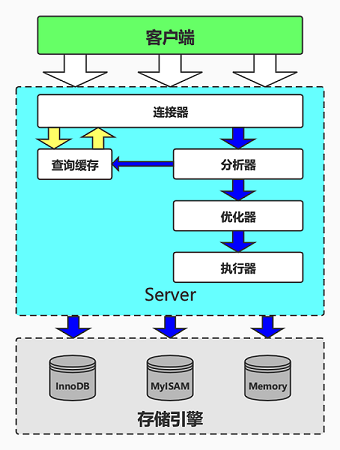 客户端
连接器
查询缓存
分析器
优化器
执行器
Server
InnoDB
MyISAM
Memory
存储引擎